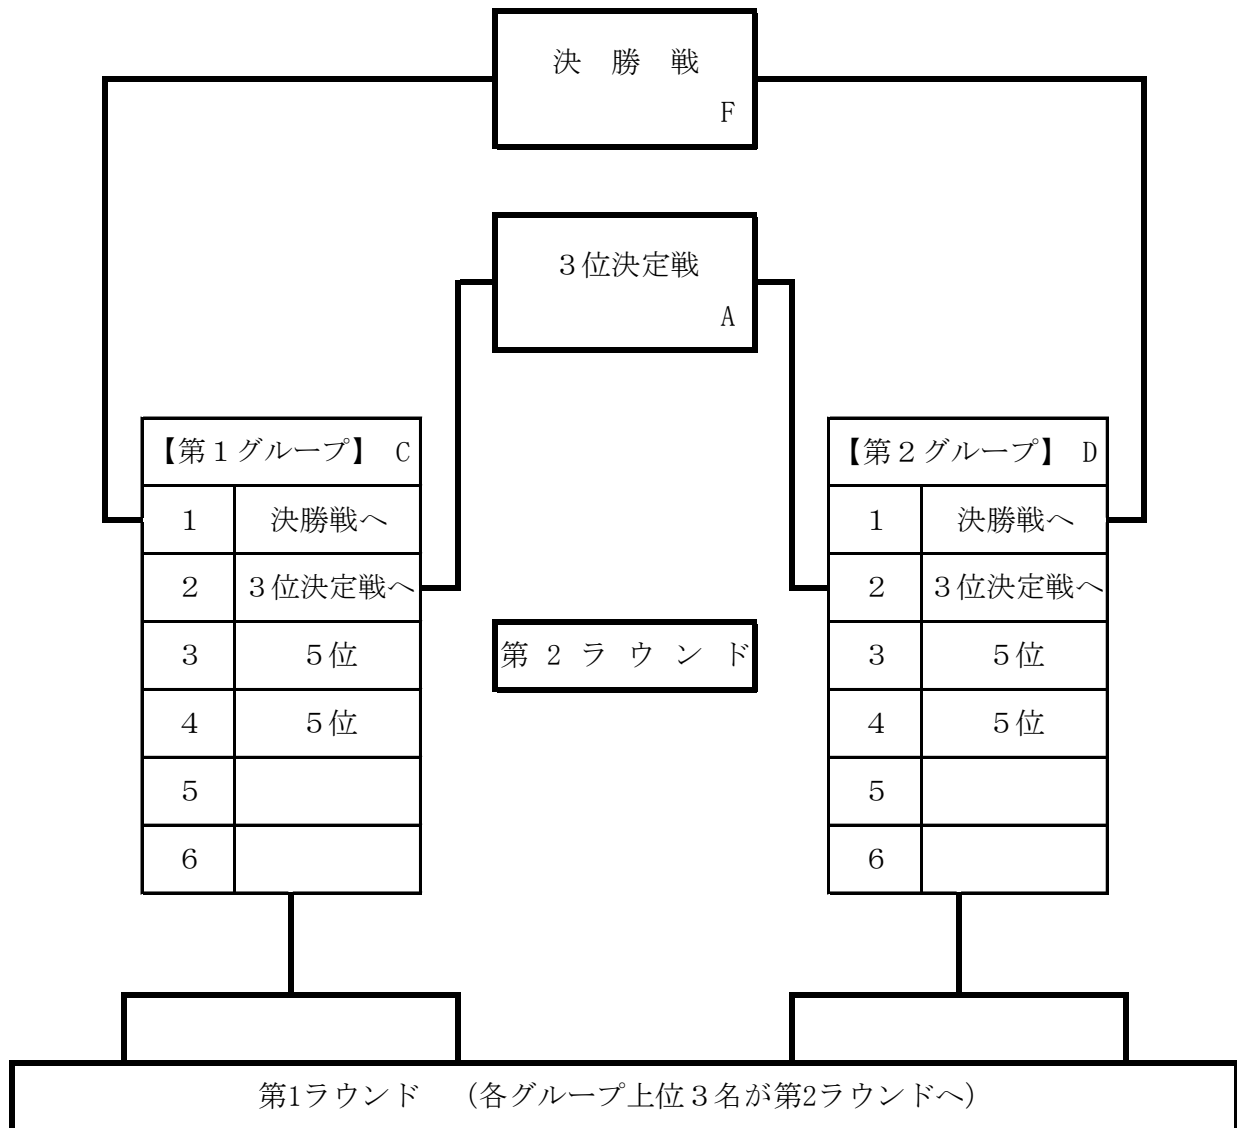 決 勝 戦
F
３位決定戦
A
【第１グループ】 C
1 決勝戦へ
2 ３位決定戦へ
3 ５位
4 ５位
5
6
第 2 ラ ウ ン ド
【第２グループ】 D
1 決勝戦へ
2 ３位決定戦へ
3 ５位
4 ５位
5
6
第1ラウンド （各グループ上位３名が第2ラウンドへ）